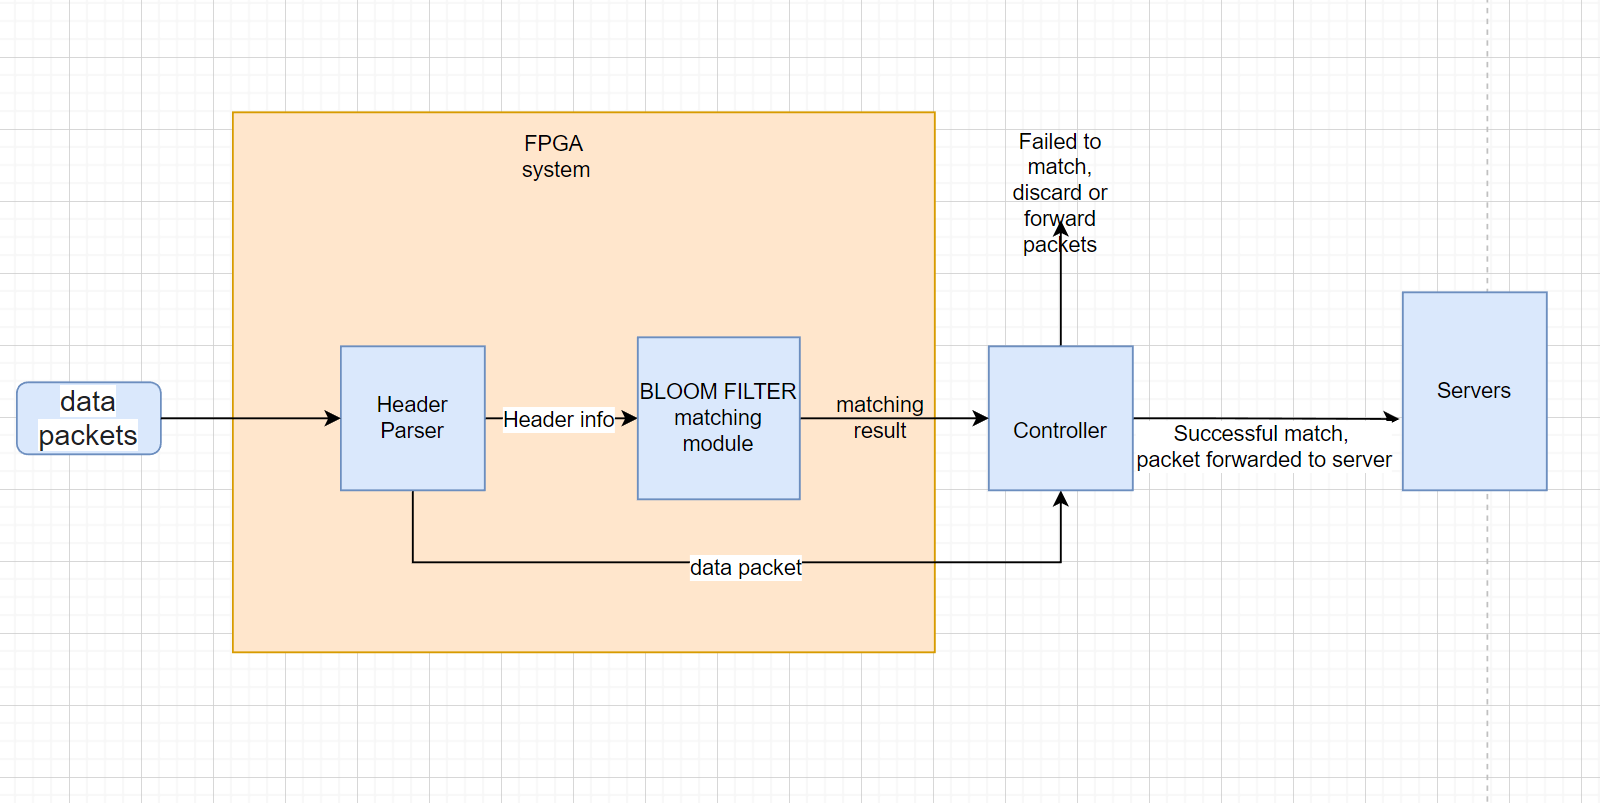 FPGA
system
Failed to
match,
discard or
forward
packets
data
packets
Header
Parser
Header info
BLOOM FILTER
matching
module
matching
result
Controller
Successful match,
packet forwarded to server
Servers
data packet